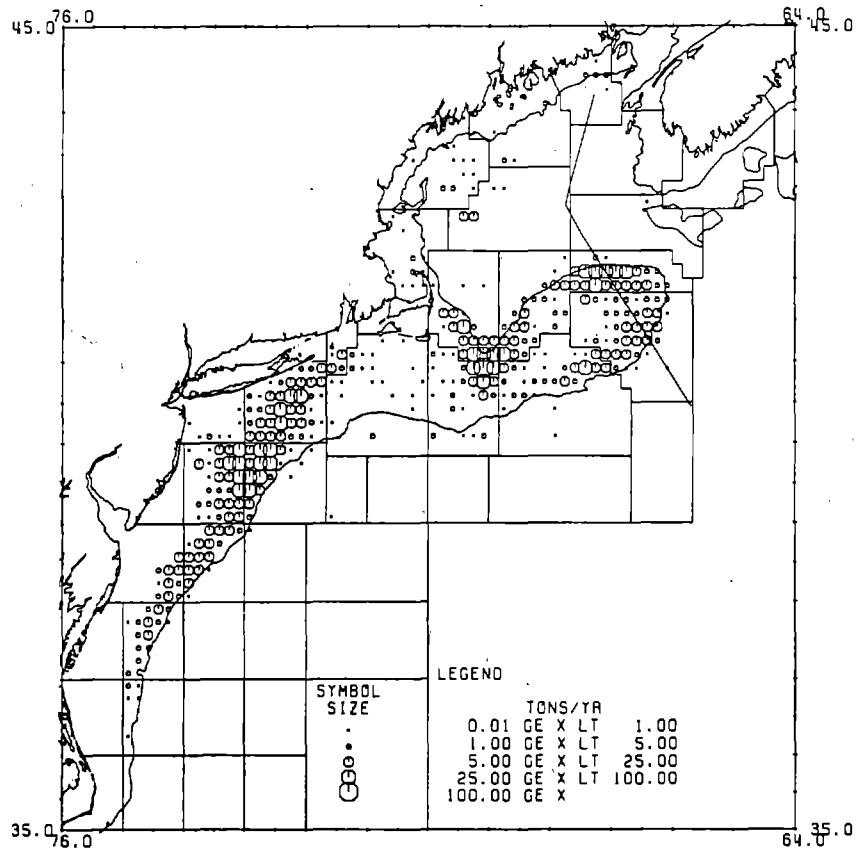 45.0
76.0
64.0
45.0
LEGEND
SYMBOL
SIZE
TONS/YR
0.01 GE X LT 1.00
1.00 GE X LT 5.00
5.00 GE X LT 25.00
25.00 GE X LT 100.00
100.00 GE X
35.0
76.0
64.0
35.0